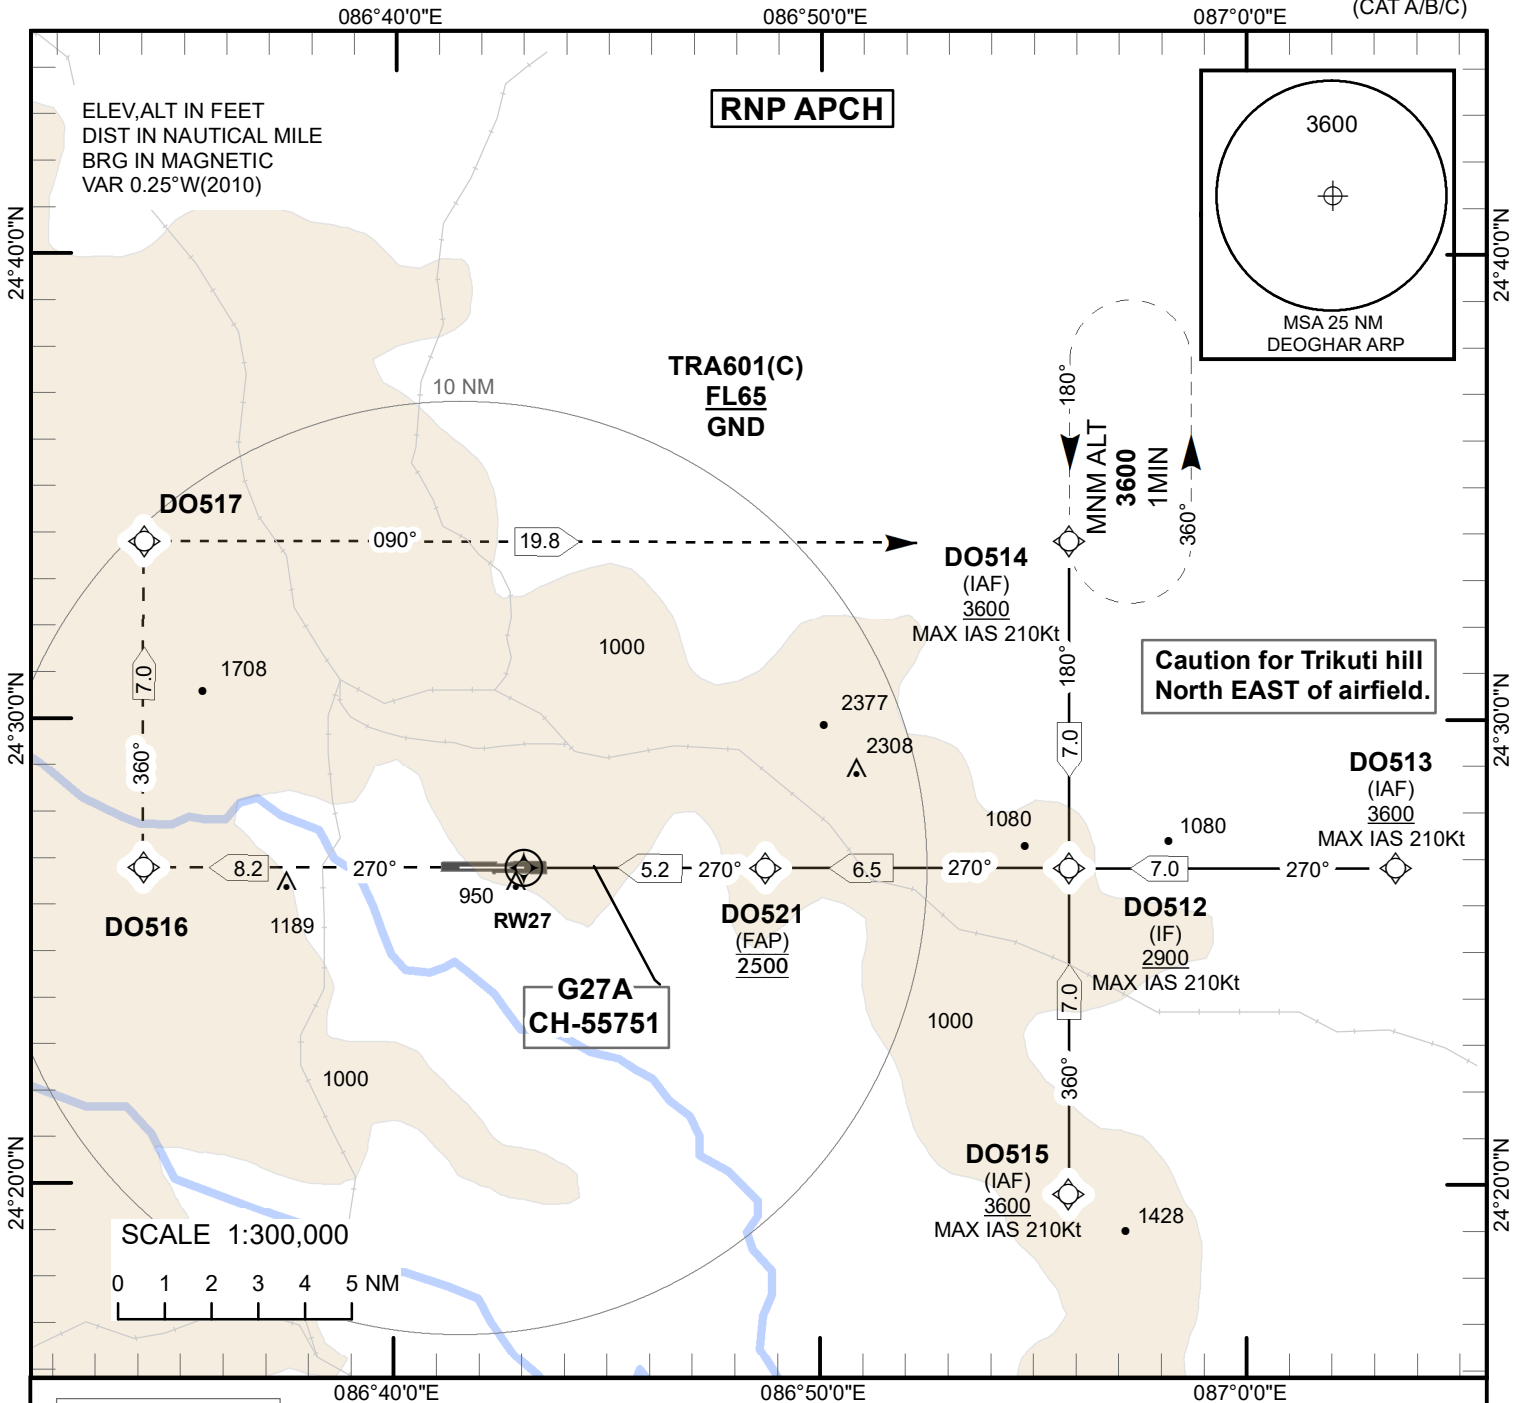 (CAT A/B/C)
086°40'0"E
086°50'0"E
087°0'0"E
ELEV,ALT IN FEET
DIST IN NAUTICAL MILE
BRG IN MAGNETIC
VAR 0.25°W(2010)
RNP APCH
3600
MSA 25 NM
DEOGHAR ARP
24°40'0"N
24°40'0"N
10 NM
TRA601(C)
FL65
GND
180°
MNM ALT
3600
1MIN
360°
DO517
090°
19.8
DO514
(IAF)
3600
MAX IAS 210Kt
180°
7.0
1000
1708
7.0
360°
Caution for Trikuti hill
North EAST of airfield.
24°30'0"N
24°30'0"N
2377
2308
DO513
(IAF)
3600
MAX IAS 210Kt
1080
1080
8.2
270°
5.2
270°
6.5
270°
7.0
270°
950
RW27
1189
DO516
DO521
(FAP)
2500
DO512
(IF)
2900
MAX IAS 210Kt
G27A
CH-55751
7.0
1000
1000
360°
DO515
(IAF)
3600
MAX IAS 210Kt
1428
24°20'0"N
24°20'0"N
SCALE 1:300,000
0 1 2 3 4 5 NM
086°40'0"E
086°50'0"E
087°0'0"E